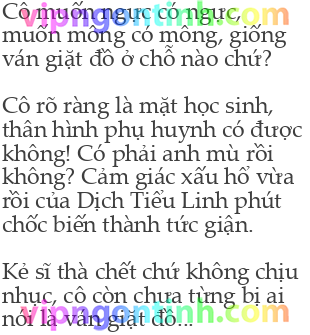 vipngontinh.com
Cô muốn ngực có ngực,
muốn mông có mông, giống
ván giặt đồ ở chỗ nào chứ?
Cô rõ ràng là mặt học sinh,
thân hình phụ huynh có được
không! Có phải anh mù rồi
không? Cảm giác xấu hổ vừa
rồi của Dịch Tiểu Linh phút
chốc biến thành tức giận.
Kẻ sĩ thà chết chứ không chịu
nhục, cô còn chưa từng bị ai
nói là ván giặt đồ...
vipngontinh.com